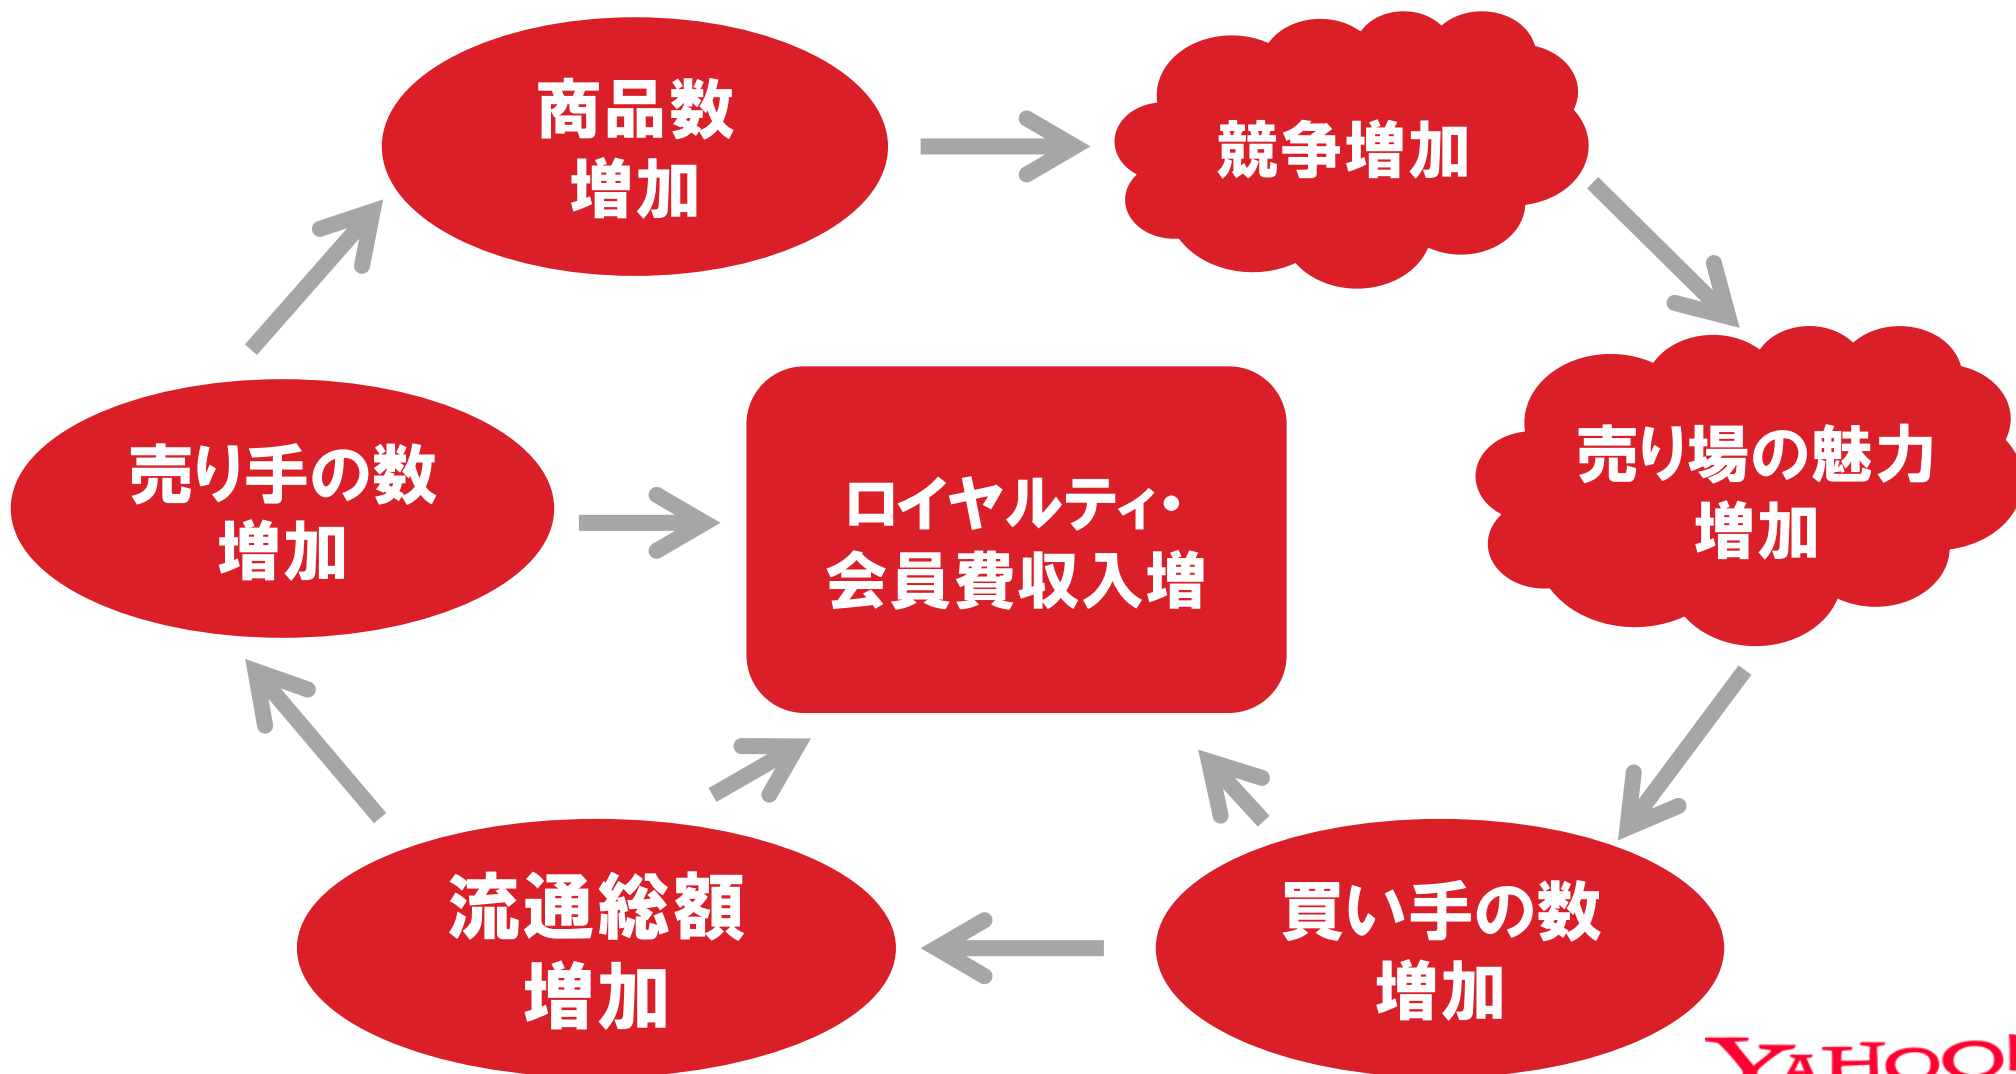 商品数
増加
競争増加
売り手の数
増加
ロイヤルティ・
会員費収入増
売り場の魅力
増加
流通総額
増加
買い手の数
増加
YAHOO!